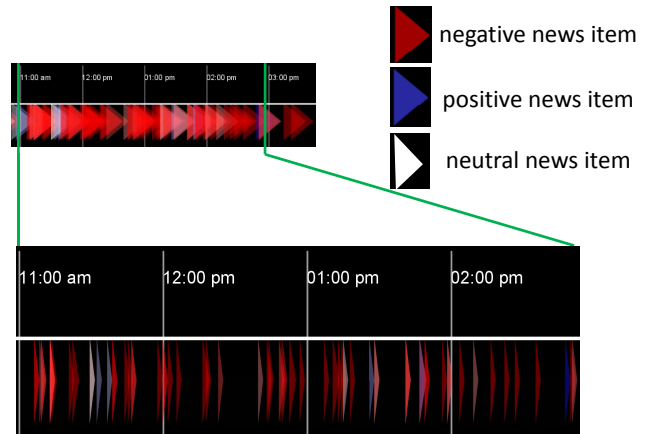 negative news item
11:00 am 12:00 pm 01:00 pm 02:00 pm 03:00 pm
positive news item
neutral news item
11:00 am 12:00 pm 01:00 pm 02:00 pm